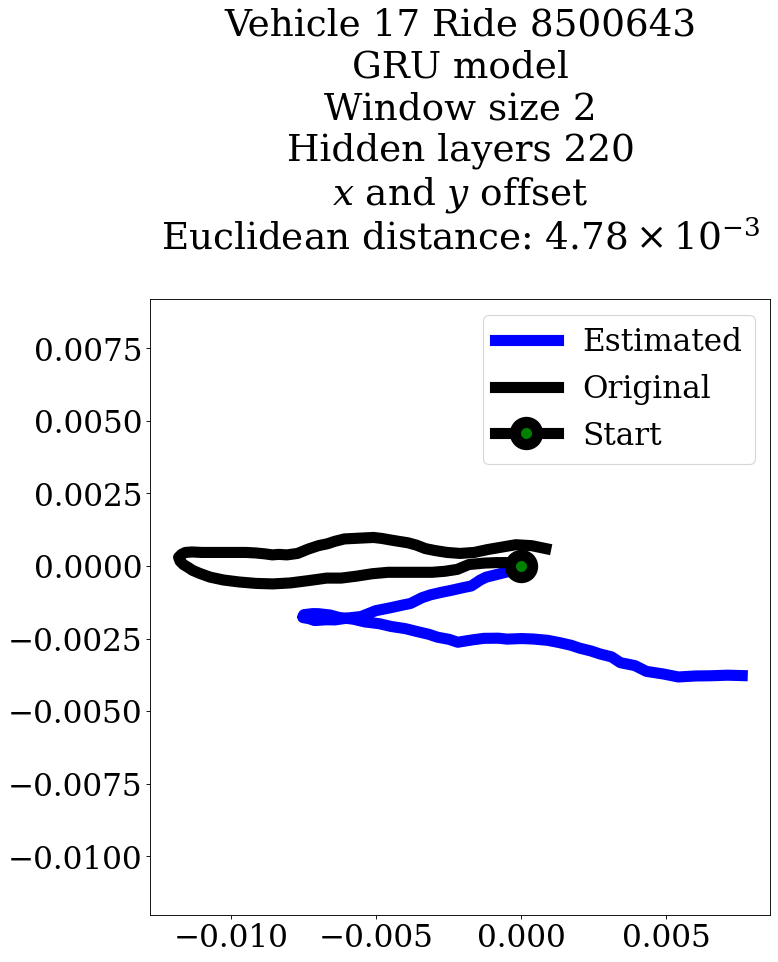 Vehicle 17 Ride 8500643
GRU model
Window size 2
Hidden layers 220
x and y offset
Euclidean distance: 4.78 × 10⁻³
Estimated
Original
Start
0.0075
0.0050
0.0025
0.0000
−0.0025
−0.0050
−0.0075
−0.0100
−0.010 −0.005 0.000 0.005